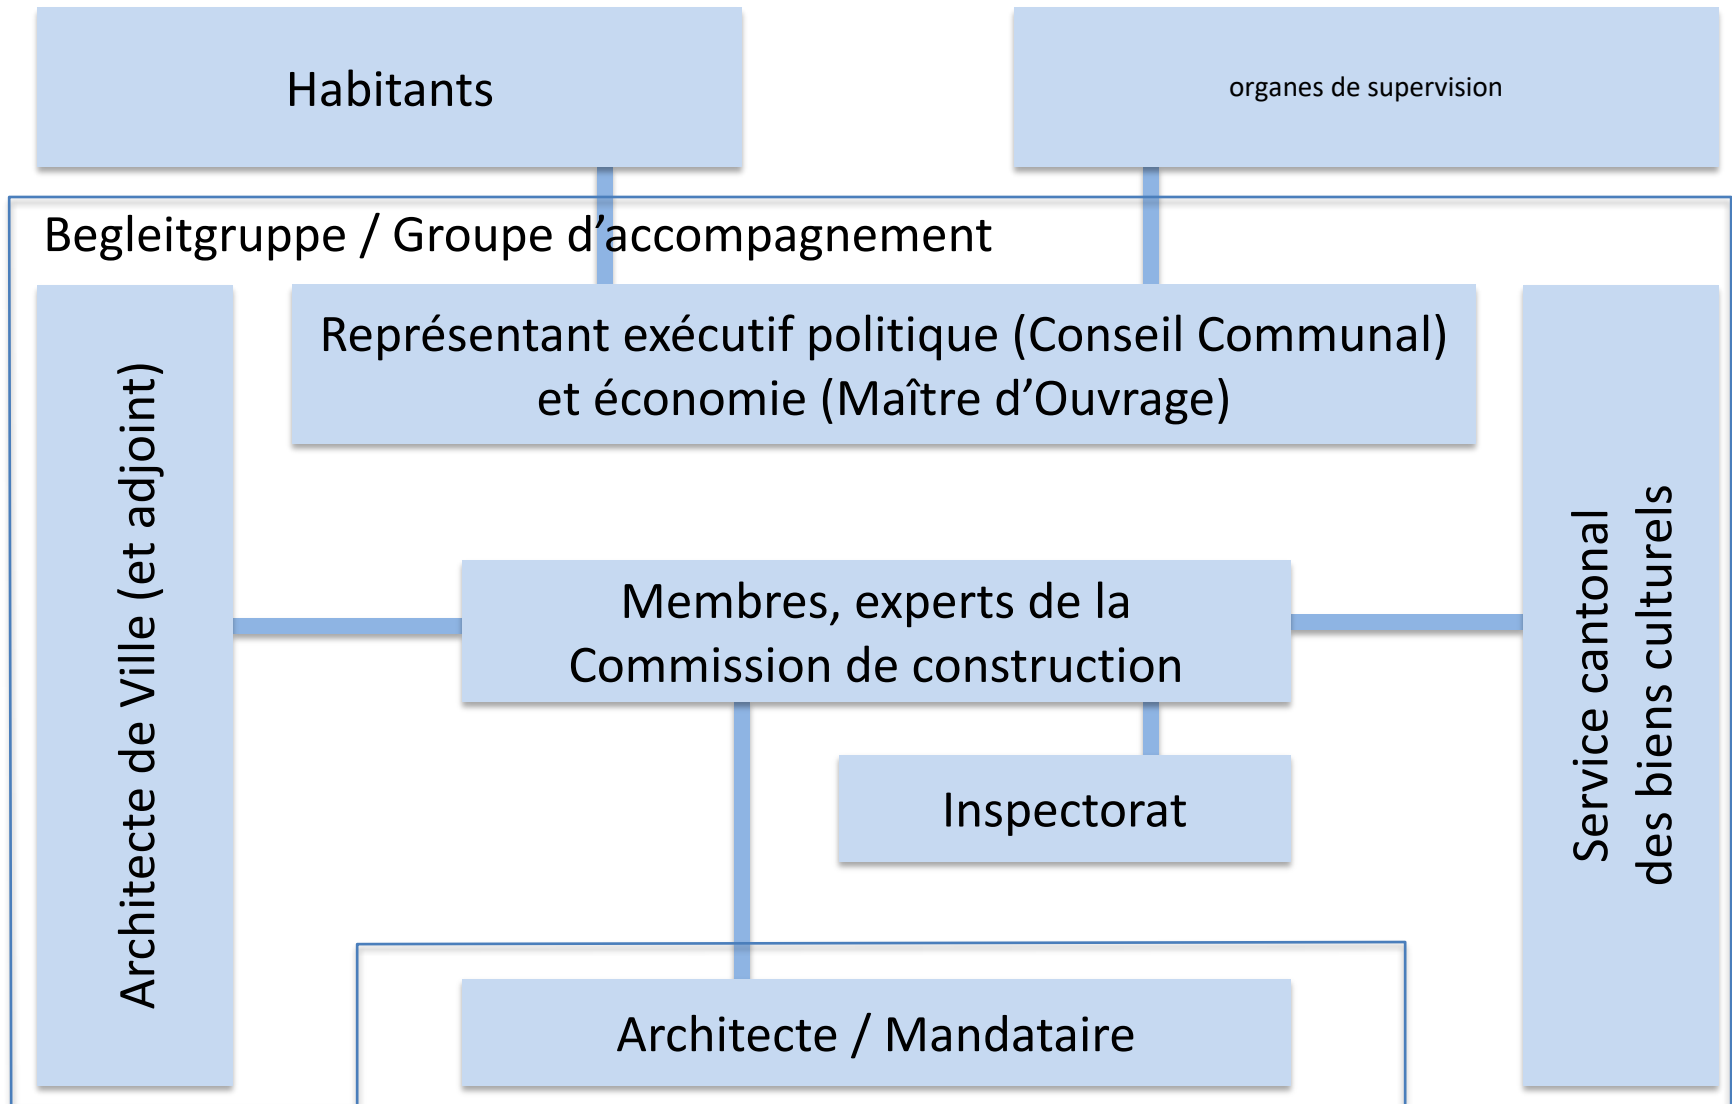 Habitants
organes de supervision
Begleitgruppe / Groupe d’accompagnement
Représentant exécutif politique (Conseil Communal)
et économie (Maître d’Ouvrage)
Architecte de Ville (et adjoint)
Membres, experts de la
Commission de construction
Service cantonal
des biens culturels
Inspectorat
Architecte / Mandataire